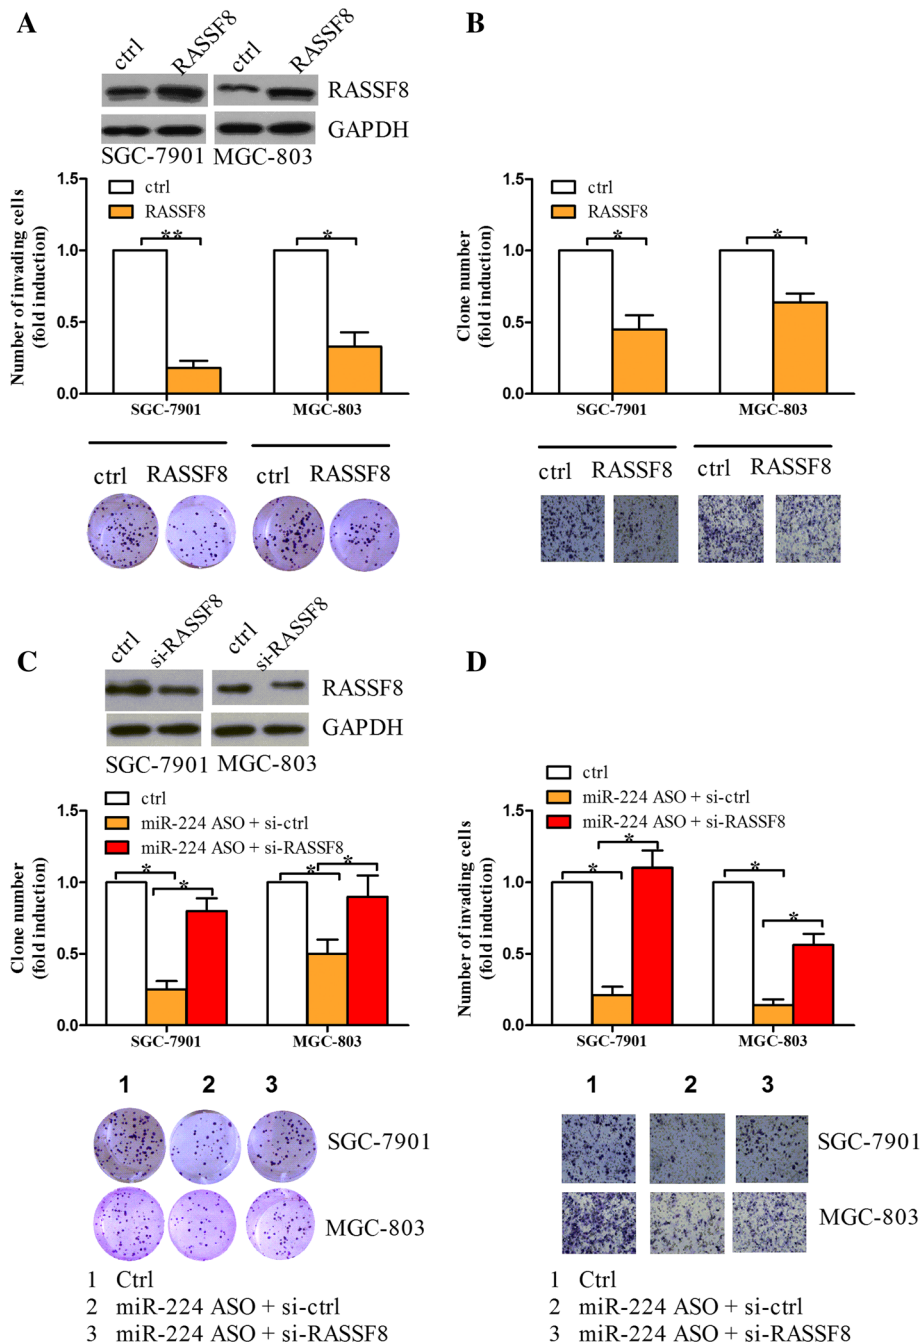 A
ctrl RASSF8 ctrl RASSF8
RASSF8
GAPDH
SGC-7901 MGC-803
Number of invading cells
(fold induction)
1.5
1.0
0.5
0.0
ctrl
RASSF8
** *
SGC-7901 MGC-803
ctrl RASSF8 ctrl RASSF8
B
Clone number
(fold induction)
1.5
1.0
0.5
0.0
ctrl
RASSF8
* *
SGC-7901 MGC-803
ctrl RASSF8 ctrl RASSF8
C
ctrl si-RASSF8 ctrl si-RASSF8
RASSF8
GAPDH
SGC-7901 MGC-803
Clone number
(fold induction)
1.5
1.0
0.5
0.0
ctrl
miR-224 ASO + si-ctrl
miR-224 ASO + si-RASSF8
* * * *
SGC-7901 MGC-803
1 2 3
SGC-7901
MGC-803
1 Ctrl
2 miR-224 ASO + si-ctrl
3 miR-224 ASO + si-RASSF8
D
Number of invading cells
(fold induction)
1.5
1.0
0.5
0.0
ctrl
miR-224 ASO + si-ctrl
miR-224 ASO + si-RASSF8
* * * *
SGC-7901 MGC-803
1 2 3
SGC-7901
MGC-803
1 Ctrl
2 miR-224 ASO + si-ctrl
3 miR-224 ASO + si-RASSF8